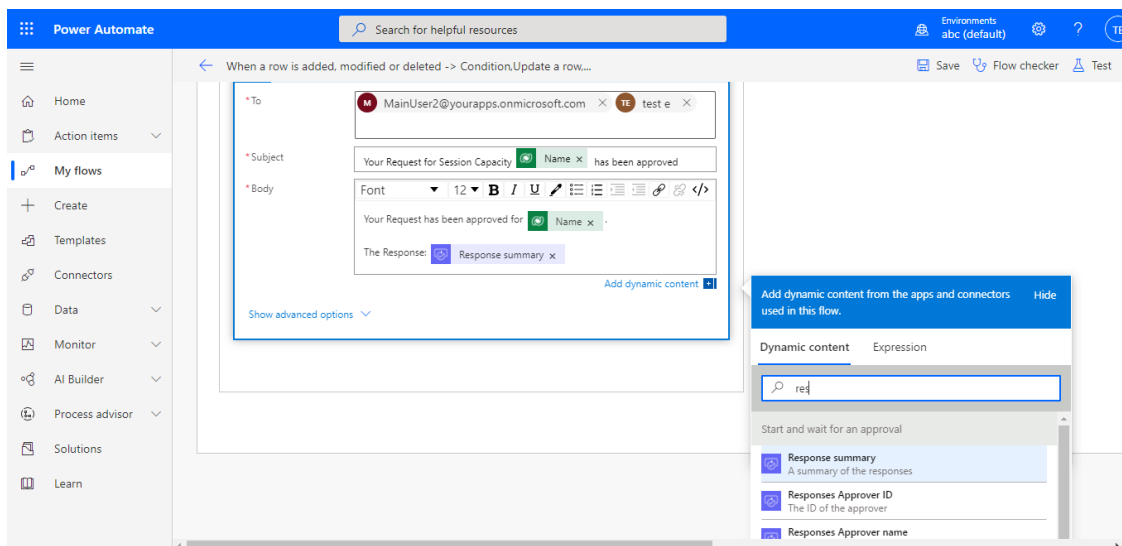 Power Automate
Search for helpful resources
Environments
abc (default)
?
TE
When a row is added, modified or deleted -> Condition,Update a row,...
Save
Flow checker
Test
Home
Action items
My flows
Create
Templates
Connectors
Data
Monitor
AI Builder
Process advisor
Solutions
Learn
*To
M MainUser2@yourapps.onmicrosoft.com × TE test e ×
*Subject
Your Request for Session Capacity Name × has been approved
*Body
Font 12 B I U </>
Your Request has been approved for Name × .
The Response: Response summary ×
Add dynamic content +
Show advanced options
Add dynamic content from the apps and connectors
used in this flow.
Hide
Dynamic content Expression
res
Start and wait for an approval
Response summary
A summary of the responses
Responses Approver ID
The ID of the approver
Responses Approver name